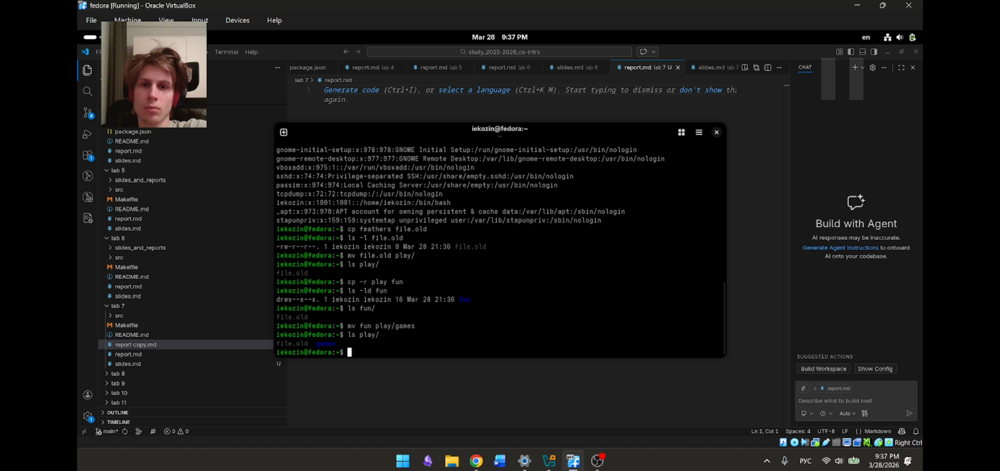 fedora [Running] - Oracle VirtualBox
File Machine View Input Devices Help
Mar 28 9:37 PM
en
Terminal Help
study_2025-2026_os-intro
package.json
report.md lab 4
report.md lab 5
report.md lab 6
slides.md lab 6
report.md lab 7 U
slides.md lab 7
CHAT
lab 7 > report.md
1 Generate code (Ctrl+I), or select a language (Ctrl+K M). Start typing to dismiss or don't show thi
again.
package.json
README.md
report.md
slides.md
lab 5
slides_and_reports
src
Makefile
README.md
report.md
slides.md
lab 6
slides_and_reports
src
Makefile
README.md
report.md
slides.md
lab 7
src
Makefile
README.md
report copy.md
report.md
slides.md
U
lab 8
lab 9
lab 10
lab 11
OUTLINE
TIMELINE
iekozin@fedora:~
~
gnome-initial-setup:x:978:978:GNOME Initial Setup:/run/gnome-initial-setup:/usr/bin/nologin
gnome-remote-desktop:x:977:977:GNOME Remote Desktop:/var/lib/gnome-remote-desktop:/usr/bin/nologin
vboxadd:x:975:1::/var/run/vboxadd:/usr/bin/nologin
sshd:x:74:74:Privilege-separated SSH:/usr/share/empty.sshd:/usr/bin/nologin
passim:x:974:974:Local Caching Server:/usr/share/empty:/usr/bin/nologin
tcpdump:x:72:72:tcpdump:/:/usr/bin/nologin
iekozin:x:1001:1001::/home/iekozin:/bin/bash
_apt:x:973:970:APT account for owning persistent & cache data:/var/lib/apt:/sbin/nologin
stapunpriv:x:159:159:systemtap unprivileged user:/var/lib/stapunpriv:/sbin/nologin
iekozin@fedora:~$ cp feathers file.old
iekozin@fedora:~$ ls -l file.old
-rw-r--r--. 1 iekozin iekozin 0 Mar 28 21:36 file.old
iekozin@fedora:~$ mv file.old play/
iekozin@fedora:~$ ls play/
file.old
iekozin@fedora:~$ cp -r play fun
iekozin@fedora:~$ ls -ld fun
drwx--x--x. 1 iekozin iekozin 16 Mar 28 21:36 fun
iekozin@fedora:~$ ls fun/
file.old
iekozin@fedora:~$ mv fun play/games
iekozin@fedora:~$ ls play/
file.old games
iekozin@fedora:~$
Build with Agent
AI responses may be inaccurate.
Generate Agent Instructions to onboard
AI onto your codebase.
SUGGESTED ACTIONS
Build Workspace
Show Config
+ report.md
Describe what to build next
Auto
main*
0 0
Ln 1, Col 1 Spaces: 4 UTF-8 LF { } Markdown
Right Ctrl
РУС
9:37 PM
3/28/2026